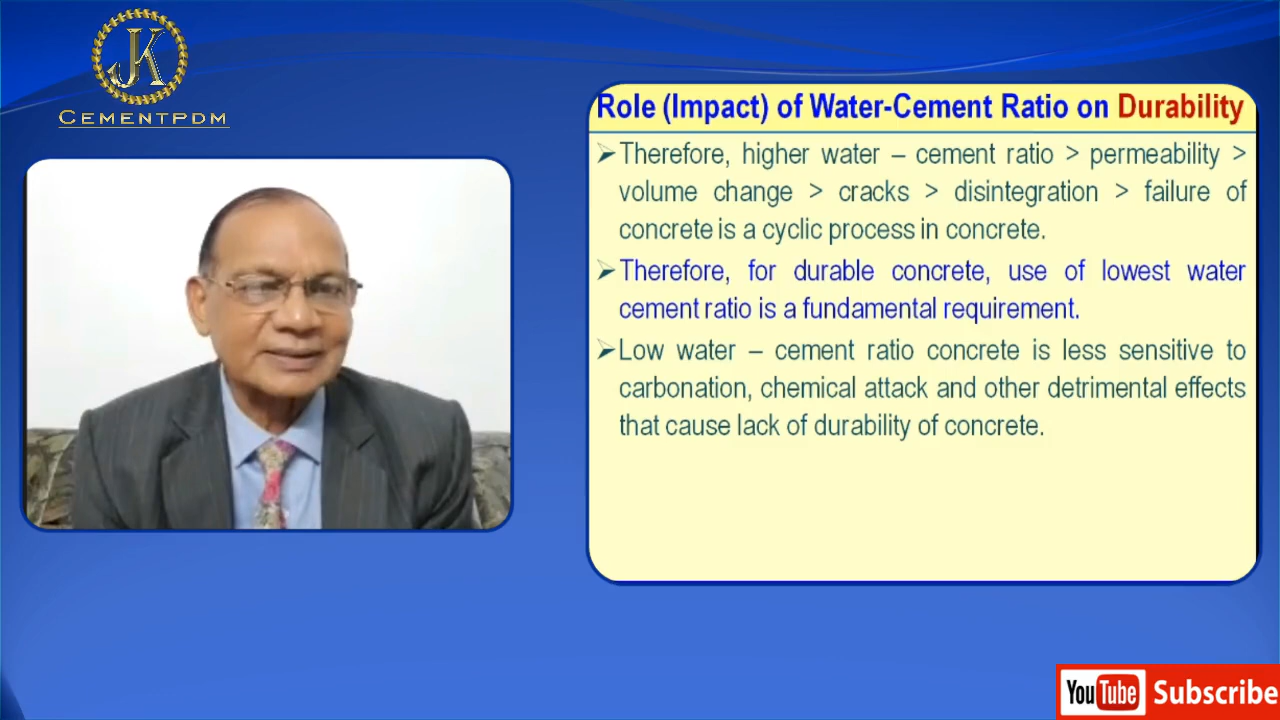 JK
CEMENTPDM
Role (Impact) of Water-Cement Ratio on Durability
➢Therefore, higher water – cement ratio > permeability >
volume change > cracks > disintegration > failure of
concrete is a cyclic process in concrete.
➢Therefore, for durable concrete, use of lowest water
cement ratio is a fundamental requirement.
➢Low water – cement ratio concrete is less sensitive to
carbonation, chemical attack and other detrimental effects
that cause lack of durability of concrete.
YouTube Subscribe